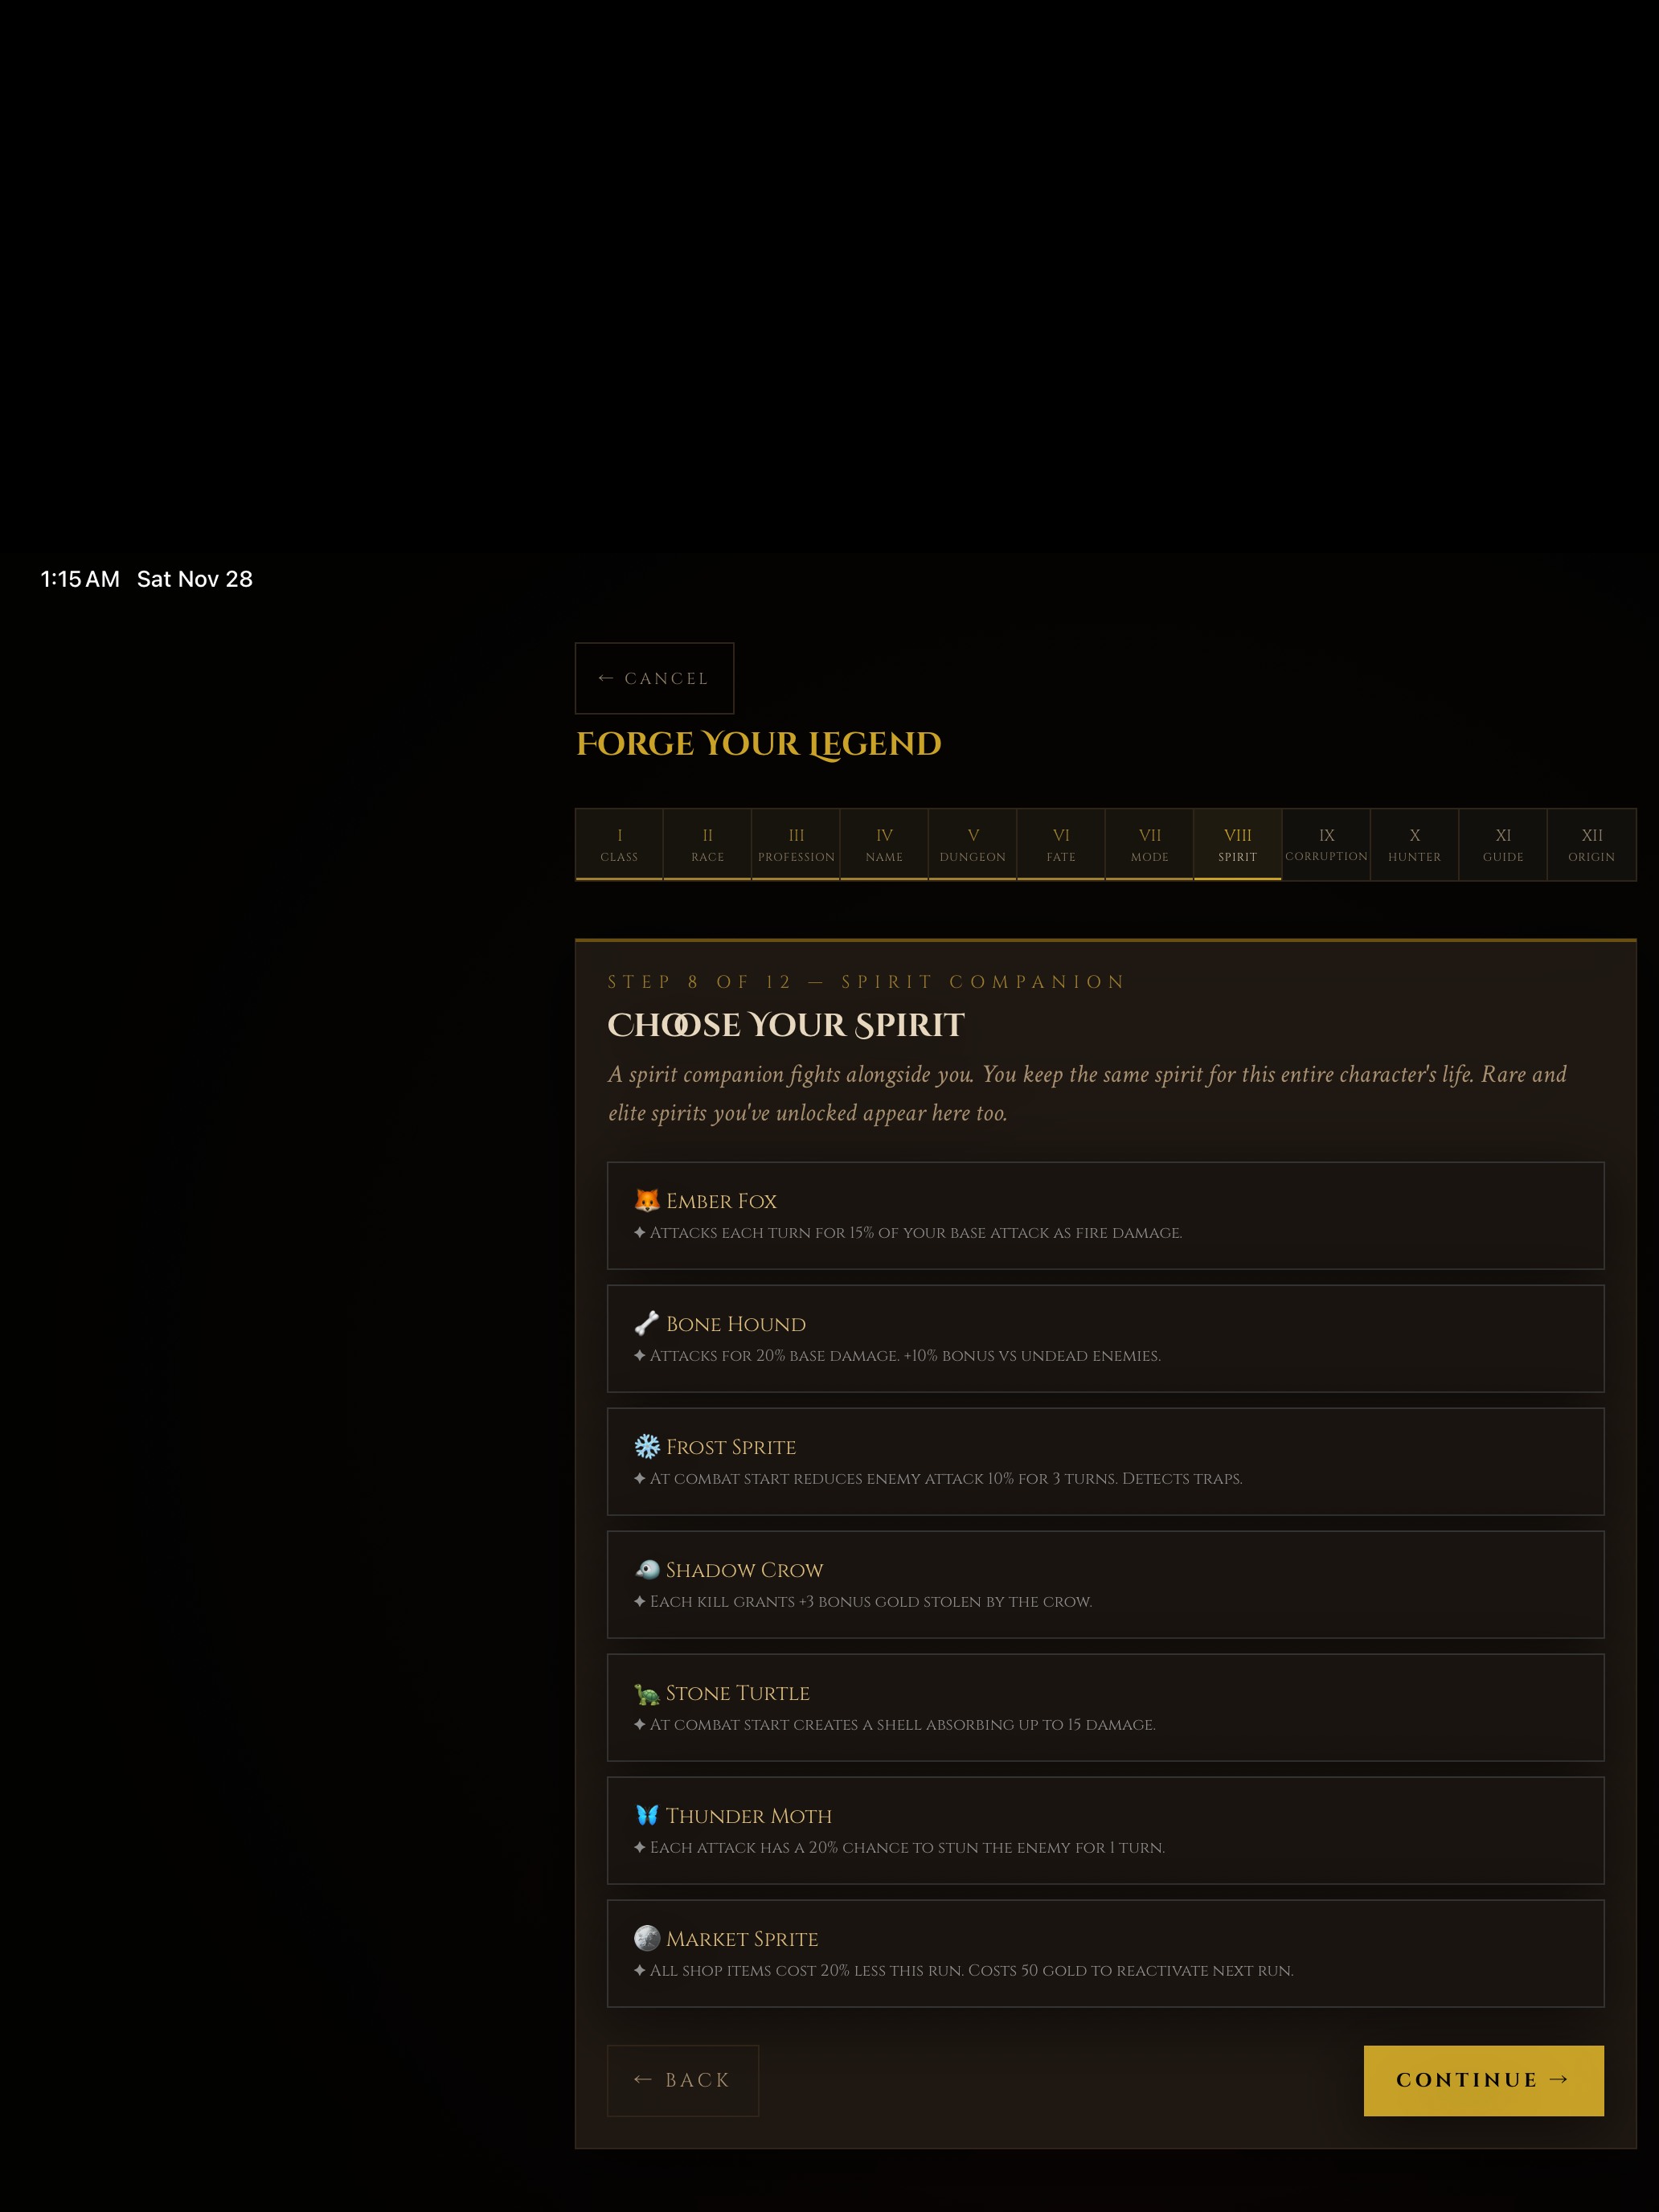 1:15 AM Sat Nov 28
← CANCEL
FORGE YOUR LEGEND
I II III IV V VI VII VIII IX X XI XII
CLASS RACE PROFESSION NAME DUNGEON FATE MODE SPIRIT CORRUPTION HUNTER GUIDE ORIGIN
STEP 8 OF 12 — SPIRIT COMPANION
CHOOSE YOUR SPIRIT
A spirit companion fights alongside you. You keep the same spirit for this entire character's life. Rare and
elite spirits you've unlocked appear here too.
🦊 Ember Fox
✦ Attacks each turn for 15% of your base attack as fire damage.
🦴 Bone Hound
✦ Attacks for 20% base damage. +10% bonus vs undead enemies.
❄️ Frost Sprite
✦ At combat start reduces enemy attack 10% for 3 turns. Detects traps.
🐦 Shadow Crow
✦ Each kill grants +3 bonus gold stolen by the crow.
🐢 Stone Turtle
✦ At combat start creates a shell absorbing up to 15 damage.
🦋 Thunder Moth
✦ Each attack has a 20% chance to stun the enemy for 1 turn.
🌕 Market Sprite
✦ All shop items cost 20% less this run. Costs 50 gold to reactivate next run.
← BACK
CONTINUE →